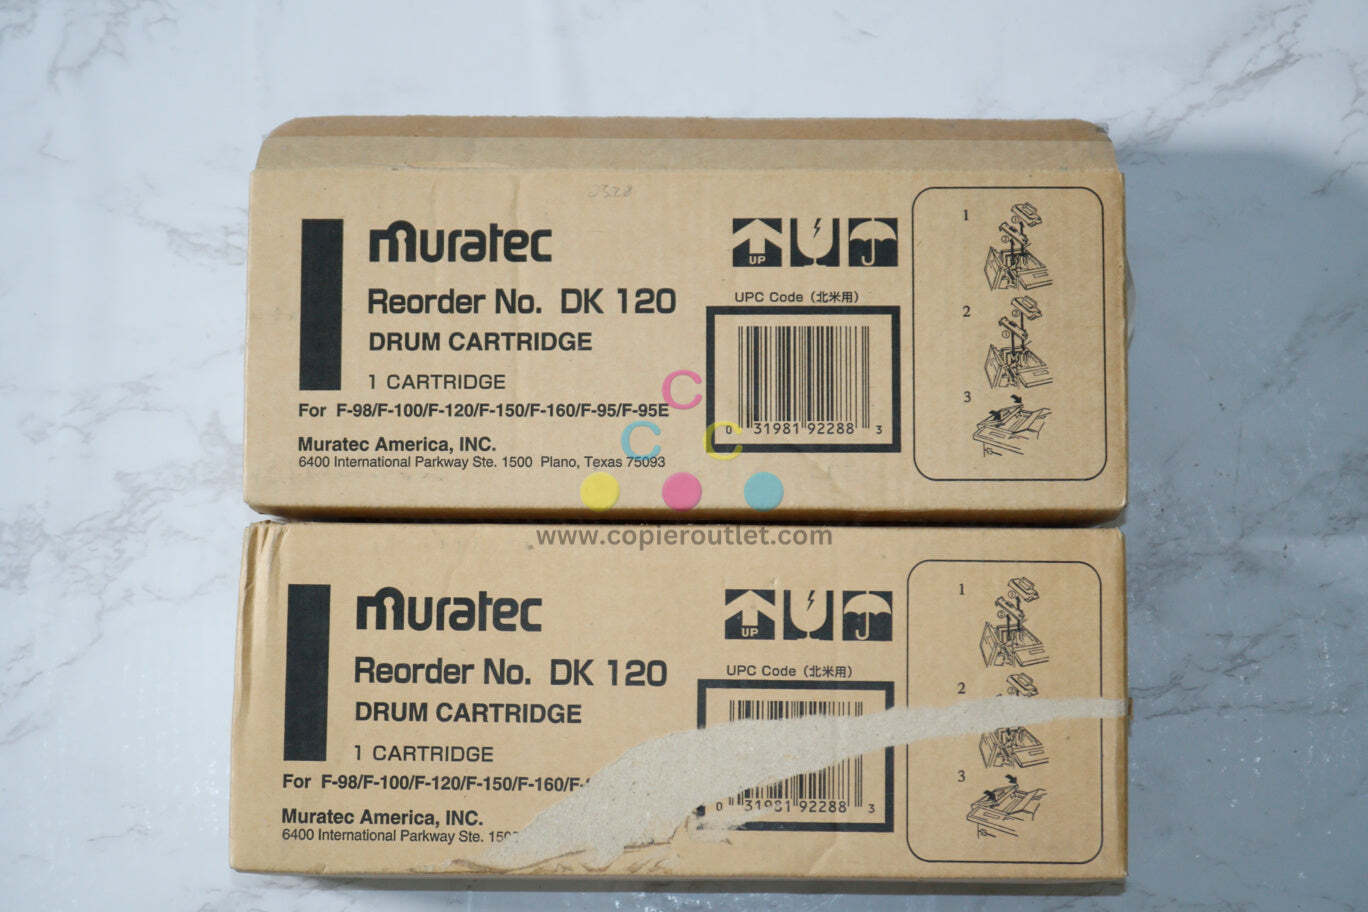 0328
muratec
Reorder No. DK 120
DRUM CARTRIDGE
1 CARTRIDGE
For F-98/F-100/F-120/F-150/F-160/F-95/F-95E
Muratec America, INC.
6400 International Parkway Ste. 1500 Plano, Texas 75093
UP
UPC Code (北米用)
0 31981 92288 3
1
2
3
C
C C
www.copieroutlet.com
muratec
Reorder No. DK 120
DRUM CARTRIDGE
1 CARTRIDGE
For F-98/F-100/F-120/F-150/F-160/F-
Muratec America, INC.
6400 International Parkway Ste.
UP
UPC Code (北米用)
0 31981 92288 3
1
2
3